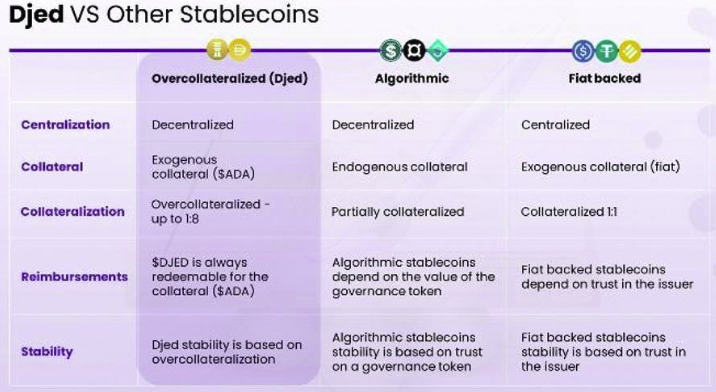 Djed VS Other Stablecoins
Overcollateralized (Djed)
Algorithmic
Fiat backed
Centralization
Decentralized
Decentralized
Centralized
Collateral
Exogenous
collateral ($ADA)
Endogenous collateral
Exogenous collateral (fiat)
Collateralization
Overcollateralized -
up to 1:8
Partially collateralized
Collateralized 1:1
Reimbursements
$DJED is always
redeemable for the
collateral ($ADA)
Algorithmic stablecoins
depend on the value of the
governance token
Fiat backed stablecoins
depend on trust in the issuer
Stability
Djed stability is based on
overcollateralization
Algorithmic stablecoins
stability is based on trust
on a governance token
Fiat backed stablecoins
stability is based on trust in
the issuer